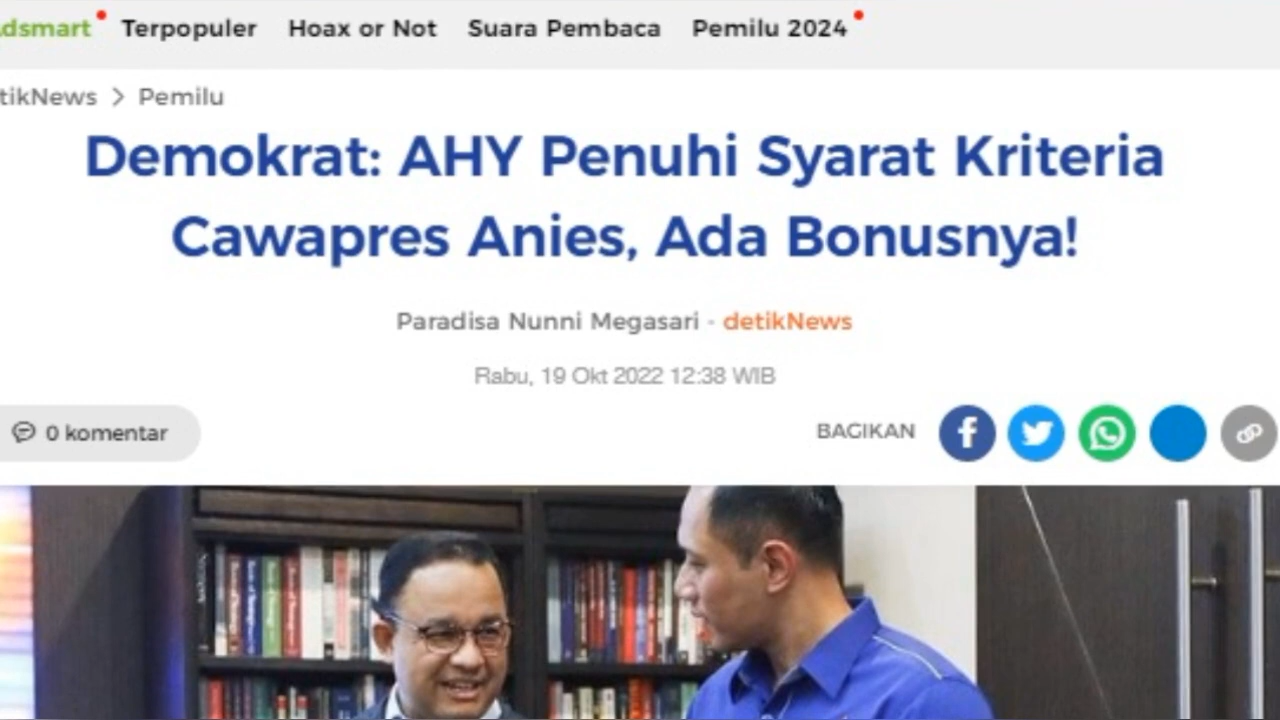 dsmart Terpopuler Hoax or Not Suara Pembaca Pemilu 2024
tikNews > Pemilu
Demokrat: AHY Penuhi Syarat Kriteria
Cawapres Anies, Ada Bonusnya!
Paradisa Nunni Megasari - detikNews
Rabu, 19 Okt 2022 12:38 WIB
0 komentar BAGIKAN